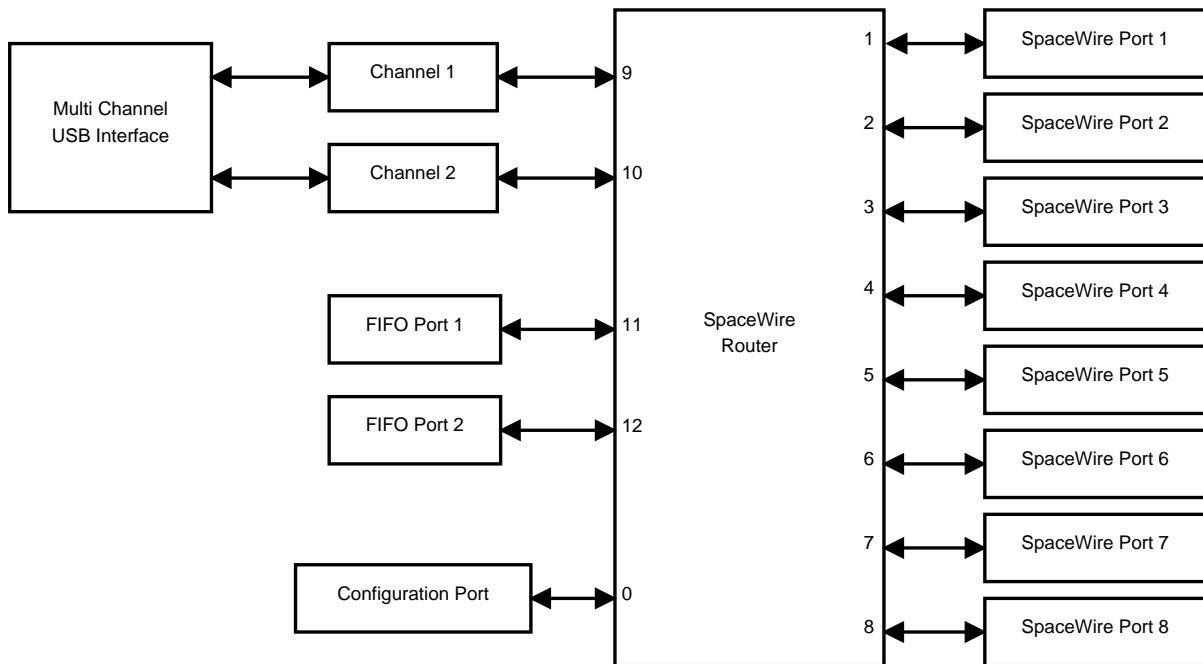 Multi Channel
USB Interface
Channel 1
Channel 2
FIFO Port 1
FIFO Port 2
Configuration Port
9
10
11
12
0
SpaceWire
Router
1
2
3
4
5
6
7
8
SpaceWire Port 1
SpaceWire Port 2
SpaceWire Port 3
SpaceWire Port 4
SpaceWire Port 5
SpaceWire Port 6
SpaceWire Port 7
SpaceWire Port 8